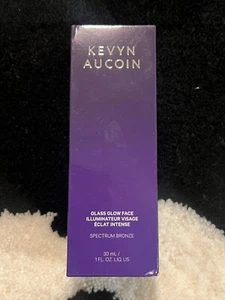 KEVYN
AUCOIN
GLASS GLOW FACE
ILLUMINATEUR VISAGE
ÉCLAT INTENSE
SPECTRUM BRONZE
30 mL /
1 FL. OZ. LIQ. US